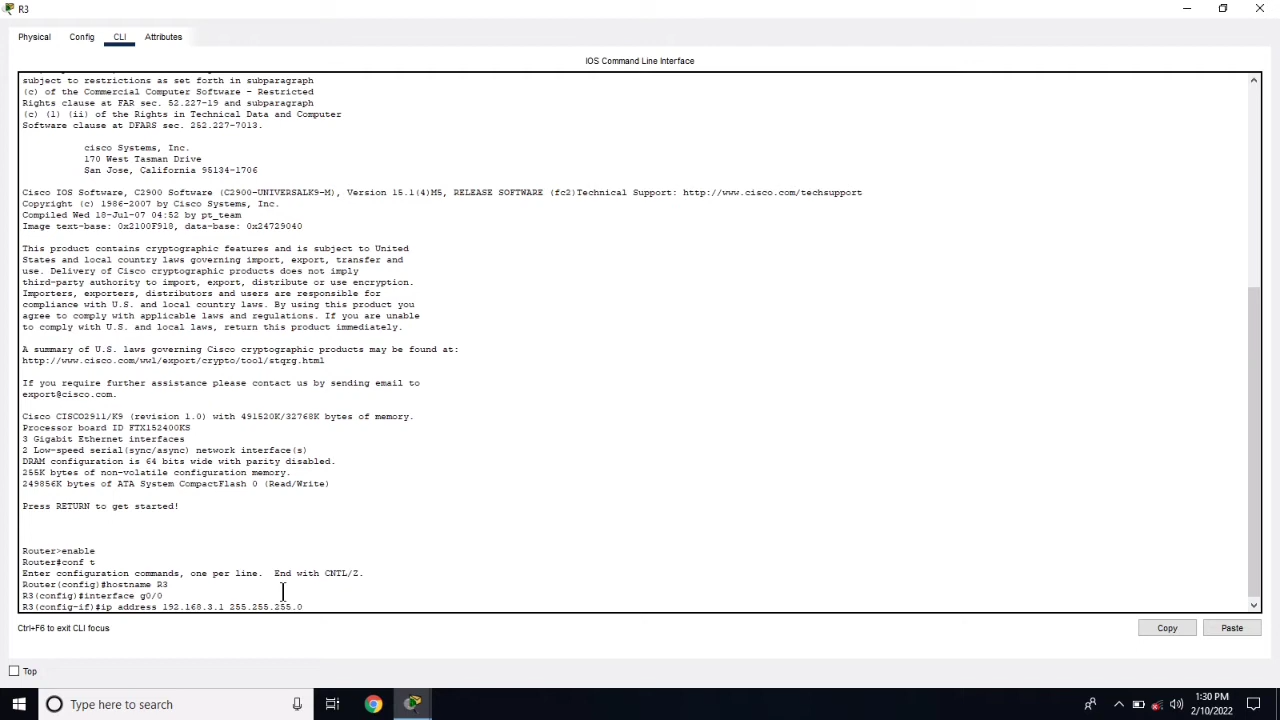 R3
Physical Config CLI Attributes
IOS Command Line Interface
subject to restrictions as set forth in subparagraph
(c) of the Commercial Computer Software - Restricted
Rights clause at FAR sec. 52.227-19 and subparagraph
(c) (1) (ii) of the Rights in Technical Data and Computer
Software clause at DFARS sec. 252.227-7013.
cisco Systems, Inc.
170 West Tasman Drive
San Jose, California 95134-1706
Cisco IOS Software, C2900 Software (C2900-UNIVERSALK9-M), Version 15.1(4)M5, RELEASE SOFTWARE (fc2)Technical Support: http://www.cisco.com/techsupport
Copyright (c) 1986-2007 by Cisco Systems, Inc.
Compiled Wed 18-Jul-07 04:52 by pt_team
Image text-base: 0x2100F918, data-base: 0x24729040
This product contains cryptographic features and is subject to United
States and local country laws governing import, export, transfer and
use. Delivery of Cisco cryptographic products does not imply
third-party authority to import, export, distribute or use encryption.
Importers, exporters, distributors and users are responsible for
compliance with U.S. and local country laws. By using this product you
agree to comply with applicable laws and regulations. If you are unable
to comply with U.S. and local laws, return this product immediately.
A summary of U.S. laws governing Cisco cryptographic products may be found at:
http://www.cisco.com/wwl/export/crypto/tool/stqrg.html
If you require further assistance please contact us by sending email to
export@cisco.com.
Cisco CISCO2911/K9 (revision 1.0) with 491520K/32768K bytes of memory.
Processor board ID FTX152400KS
3 Gigabit Ethernet interfaces
2 Low-speed serial(sync/async) network interface(s)
DRAM configuration is 64 bits wide with parity disabled.
255K bytes of non-volatile configuration memory.
249856K bytes of ATA System CompactFlash 0 (Read/Write)
Press RETURN to get started!
Router>enable
Router#conf t
Enter configuration commands, one per line. End with CNTL/Z.
Router(config)#hostname R3
R3(config)#interface g0/0
R3(config-if)#ip address 192.168.3.1 255.255.255.0
Ctrl+F6 to exit CLI focus
Copy Paste
Top
Type here to search
1:30 PM
2/10/2022